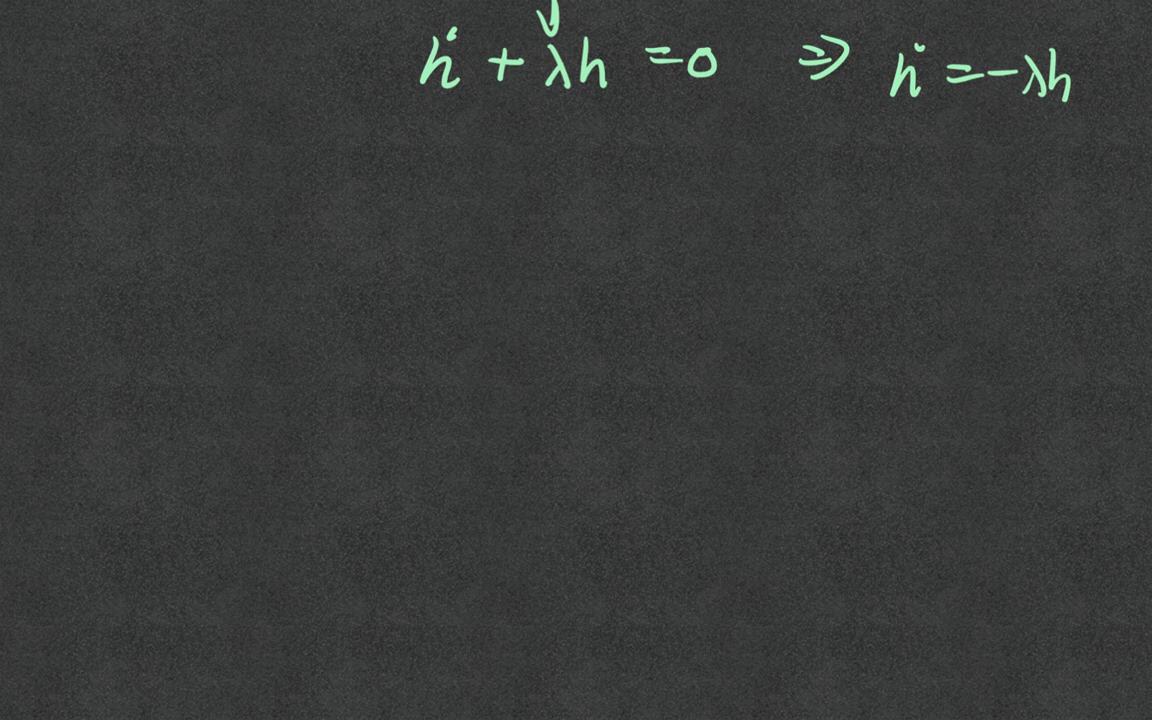 ḣ + λh = 0 ⇒ ḣ = -λh